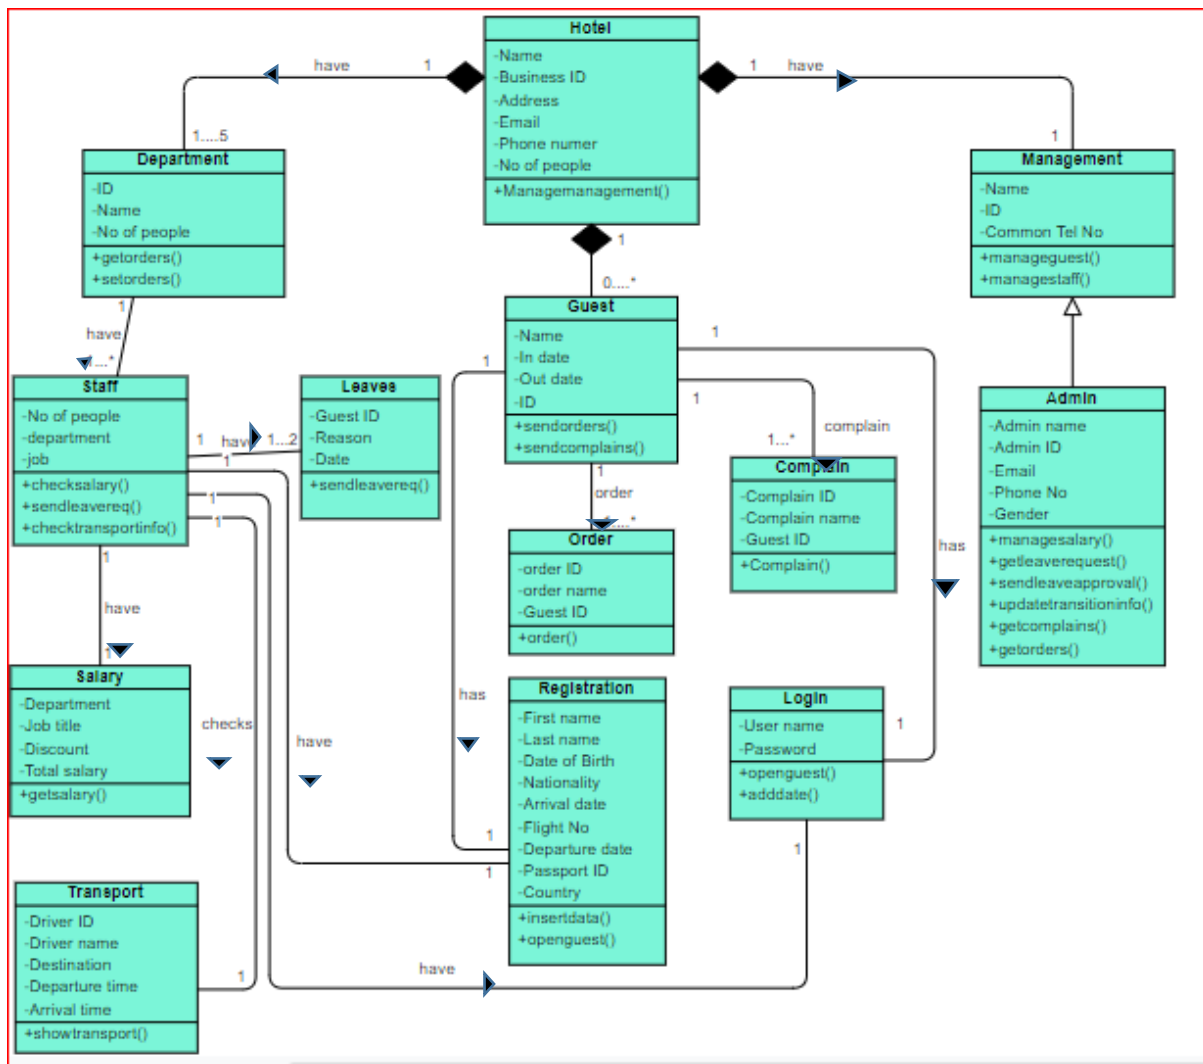 Hotel
-Name
-Business ID
-Address
-Email
-Phone numer
-No of people
+Managemanagement()
have
1
1....5
1
have
1
Department
-ID
-Name
-No of people
+getorders()
+setorders()
Management
-Name
-ID
-Common Tel No
+manageguest()
+managestaff()
1
0....*
1
have
...*
Guest
-Name
-In date
-Out date
-ID
+sendorders()
+sendcomplains()
1
1
1
1
Staff
-No of people
-department
-job
+checksalary()
+sendleavereq()
+checktransportinfo()
1
have
1...2
1
1
1
1
Leaves
-Guest ID
-Reason
-Date
+sendleavereq()
Admin
-Admin name
-Admin ID
-Email
-Phone No
-Gender
+managesalary()
+getleaverequest()
+sendleaveapproval()
+updatetransitioninfo()
+getcomplains()
+getorders()
1...*
complain
Complain
-Complain ID
-Complain name
-Guest ID
+Complain()
order
...*
Order
-order ID
-order name
-Guest ID
+order()
has
have
1
Salary
-Department
-Job title
-Discount
-Total salary
+getsalary()
checks
have
has
Registration
-First name
-Last name
-Date of Birth
-Nationality
-Arrival date
-Flight No
-Departure date
-Passport ID
-Country
+insertdata()
+openguest()
1
1
Login
-User name
-Password
+openguest()
+adddate()
1
1
Transport
-Driver ID
-Driver name
-Destination
-Departure time
-Arrival time
+showtransport()
1
have